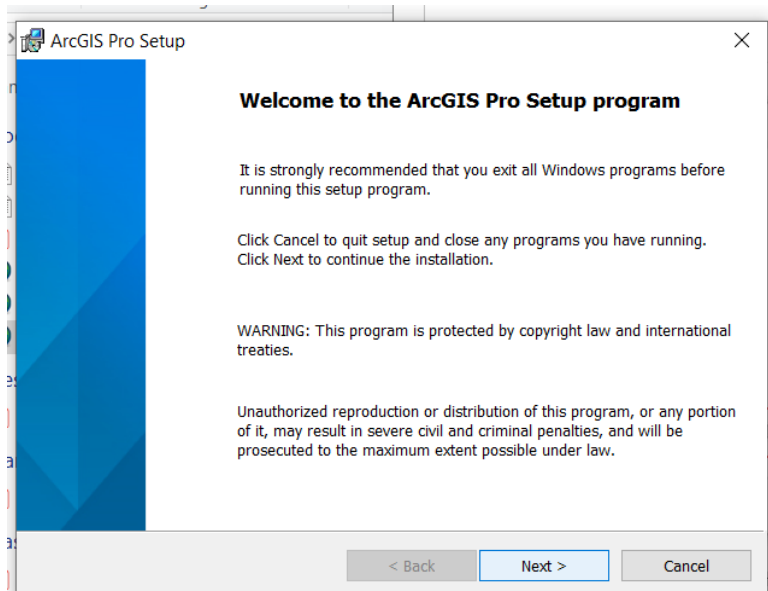 ArcGIS Pro Setup
Welcome to the ArcGIS Pro Setup program
It is strongly recommended that you exit all Windows programs before
running this setup program.
Click Cancel to quit setup and close any programs you have running.
Click Next to continue the installation.
WARNING: This program is protected by copyright law and international
treaties.
Unauthorized reproduction or distribution of this program, or any portion
of it, may result in severe civil and criminal penalties, and will be
prosecuted to the maximum extent possible under law.
< Back
Next >
Cancel